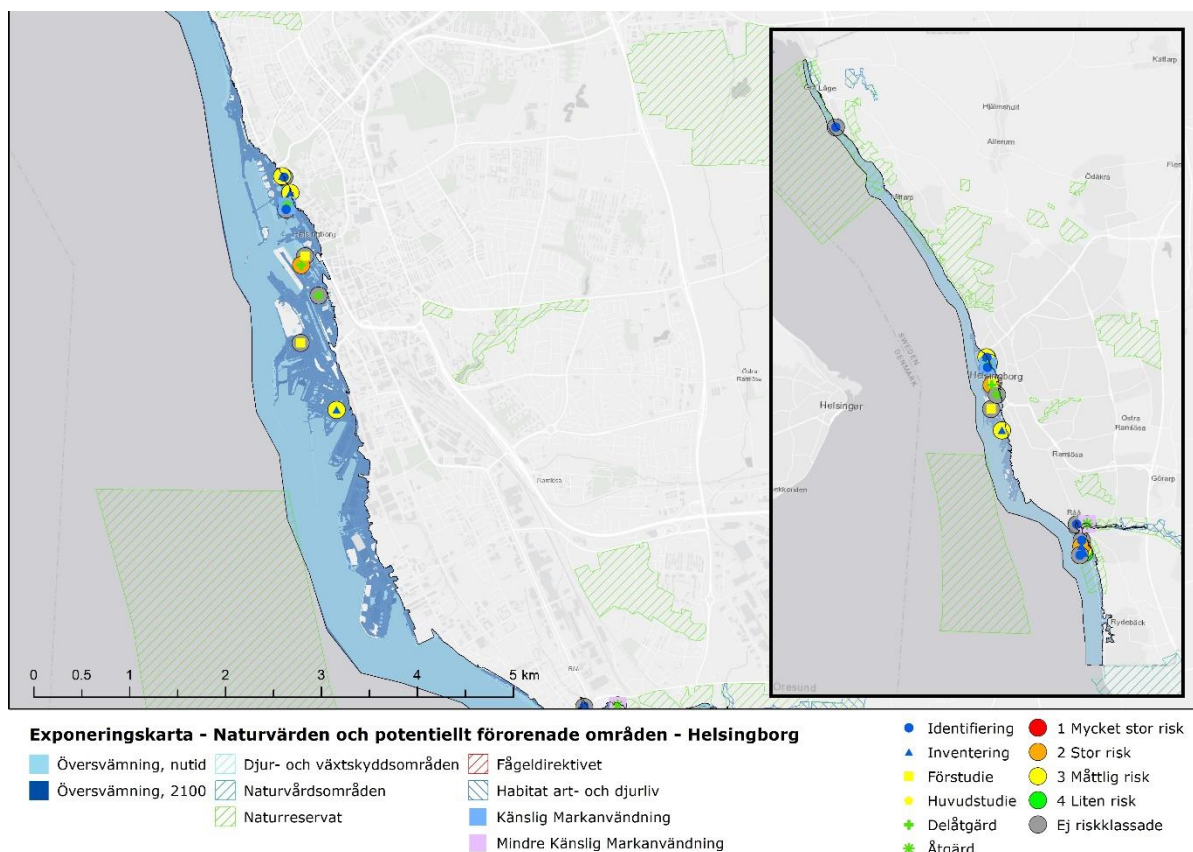 Helsingborg
Östra
Ramlösa
Ramlösa
Råå
0 0.5 1 2 3 4 5 km
Kattarp
Hjälmshult
Allerum
Ödåkra
SWEDEN
DENMARK
Helsingborg
Helsingør
Östra
Ramlösa
Ramlösa
Görarp
Råå
Rydebäck
Öresund
Exponeringskarta - Naturvärden och potentiellt förorenade områden - Helsingborg
Översvämning, nutid
Översvämning, 2100
Djur- och växtskyddsområden
Naturvårdsområden
Naturreservat
Fågeldirektivet
Habitat art- och djurliv
Känslig Markanvändning
Mindre Känslig Markanvändning
Identifiering
Inventering
Förstudie
Huvudstudie
Delåtgärd
Åtgärd
1 Mycket stor risk
2 Stor risk
3 Måttlig risk
4 Liten risk
Ej riskklassade